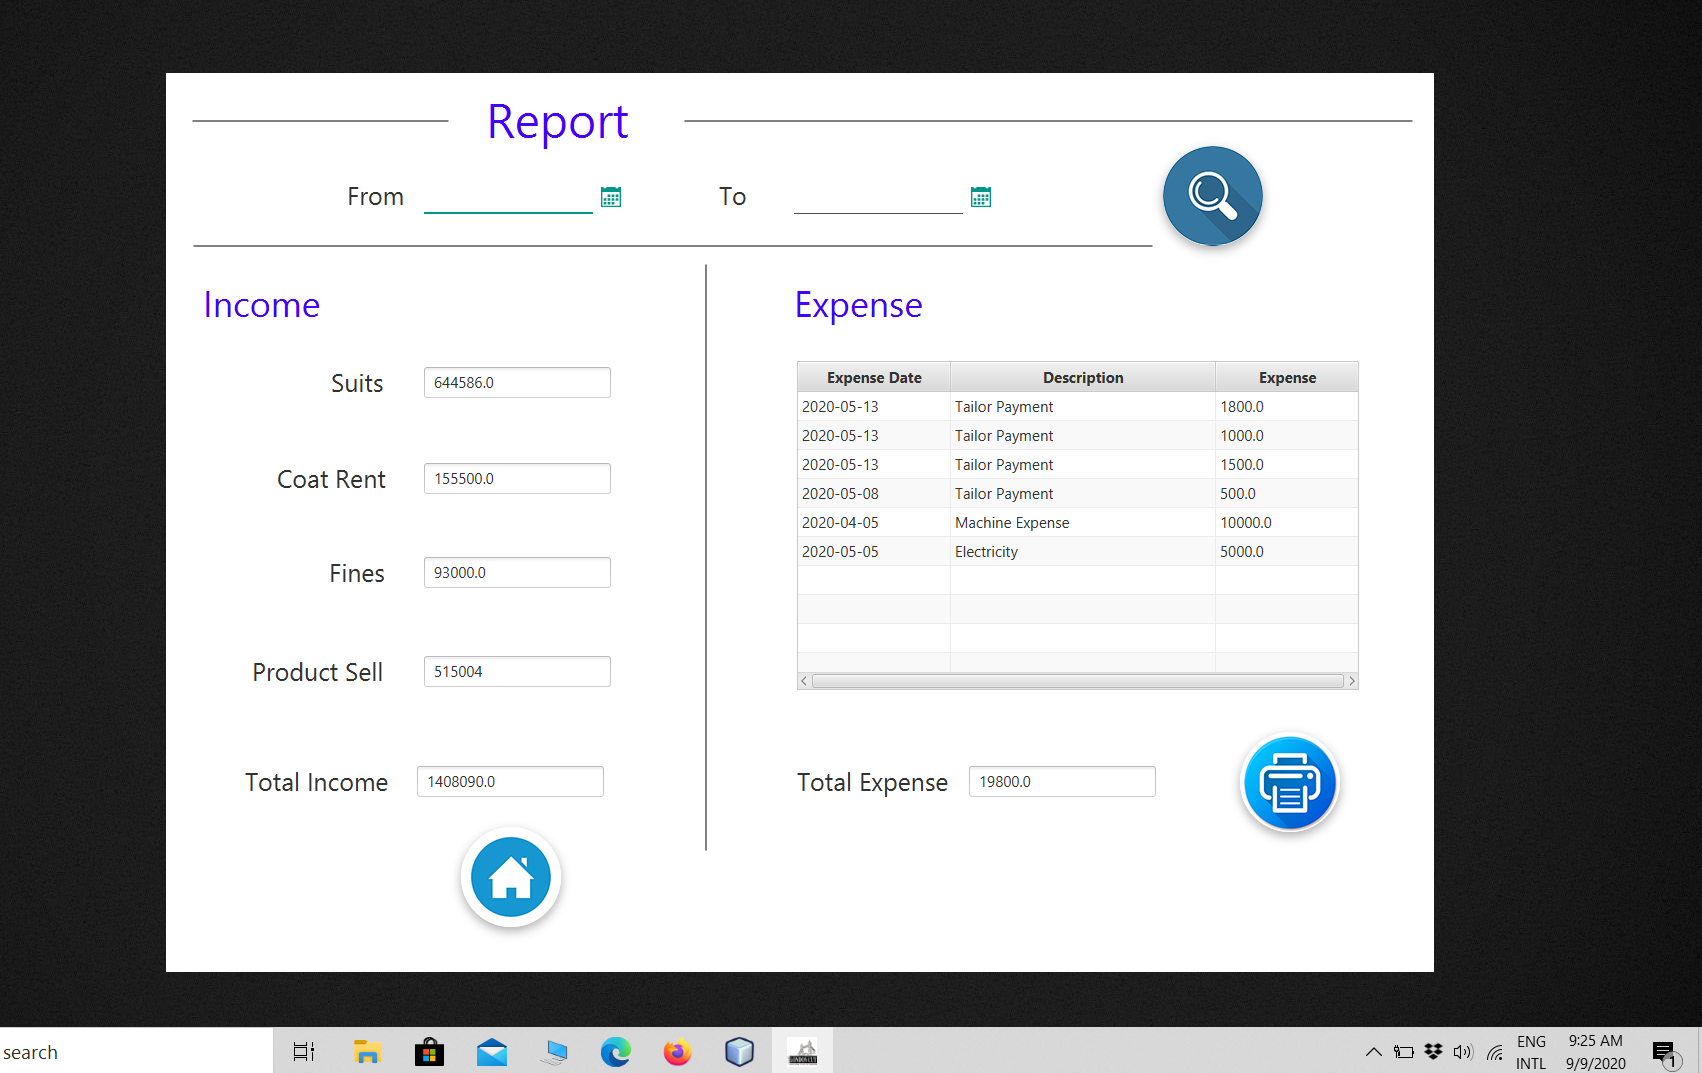 Report
From To
Income
Suits 644586.0
Coat Rent 155500.0
Fines 93000.0
Product Sell 515004
Total Income 1408090.0
Expense
Expense Date Description Expense
2020-05-13 Tailor Payment 1800.0
2020-05-13 Tailor Payment 1000.0
2020-05-13 Tailor Payment 1500.0
2020-05-08 Tailor Payment 500.0
2020-04-05 Machine Expense 10000.0
2020-05-05 Electricity 5000.0
Total Expense 19800.0
search
ENG
INTL
9:25 AM
9/9/2020
1